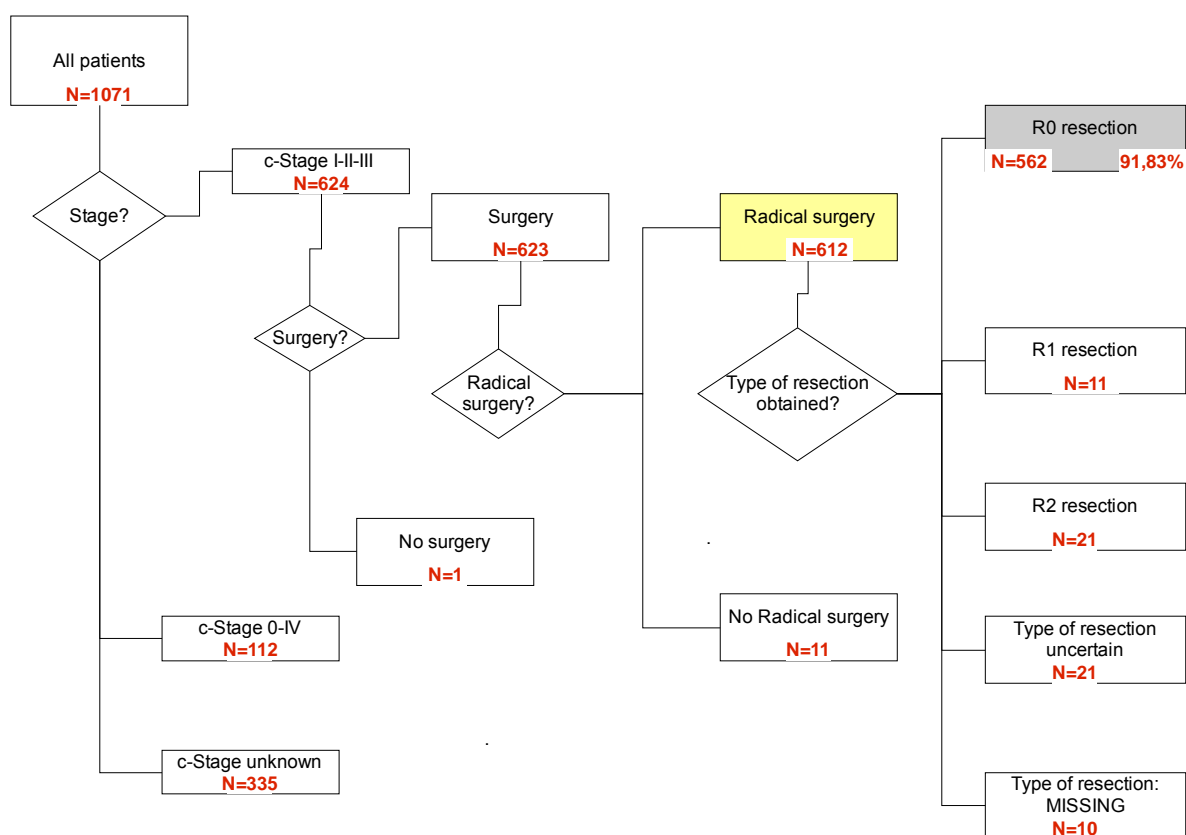 All patients
N=1071
Stage?
c-Stage I-II-III
N=624
Surgery?
Surgery
N=623
Radical
surgery?
No surgery
N=1
c-Stage 0-IV
N=112
c-Stage unknown
N=335
Radical surgery
N=612
Type of resection
obtained?
No Radical surgery
N=11
R0 resection
N=562 91,83%
R1 resection
N=11
R2 resection
N=21
Type of resection
uncertain
N=21
Type of resection:
MISSING
N=10